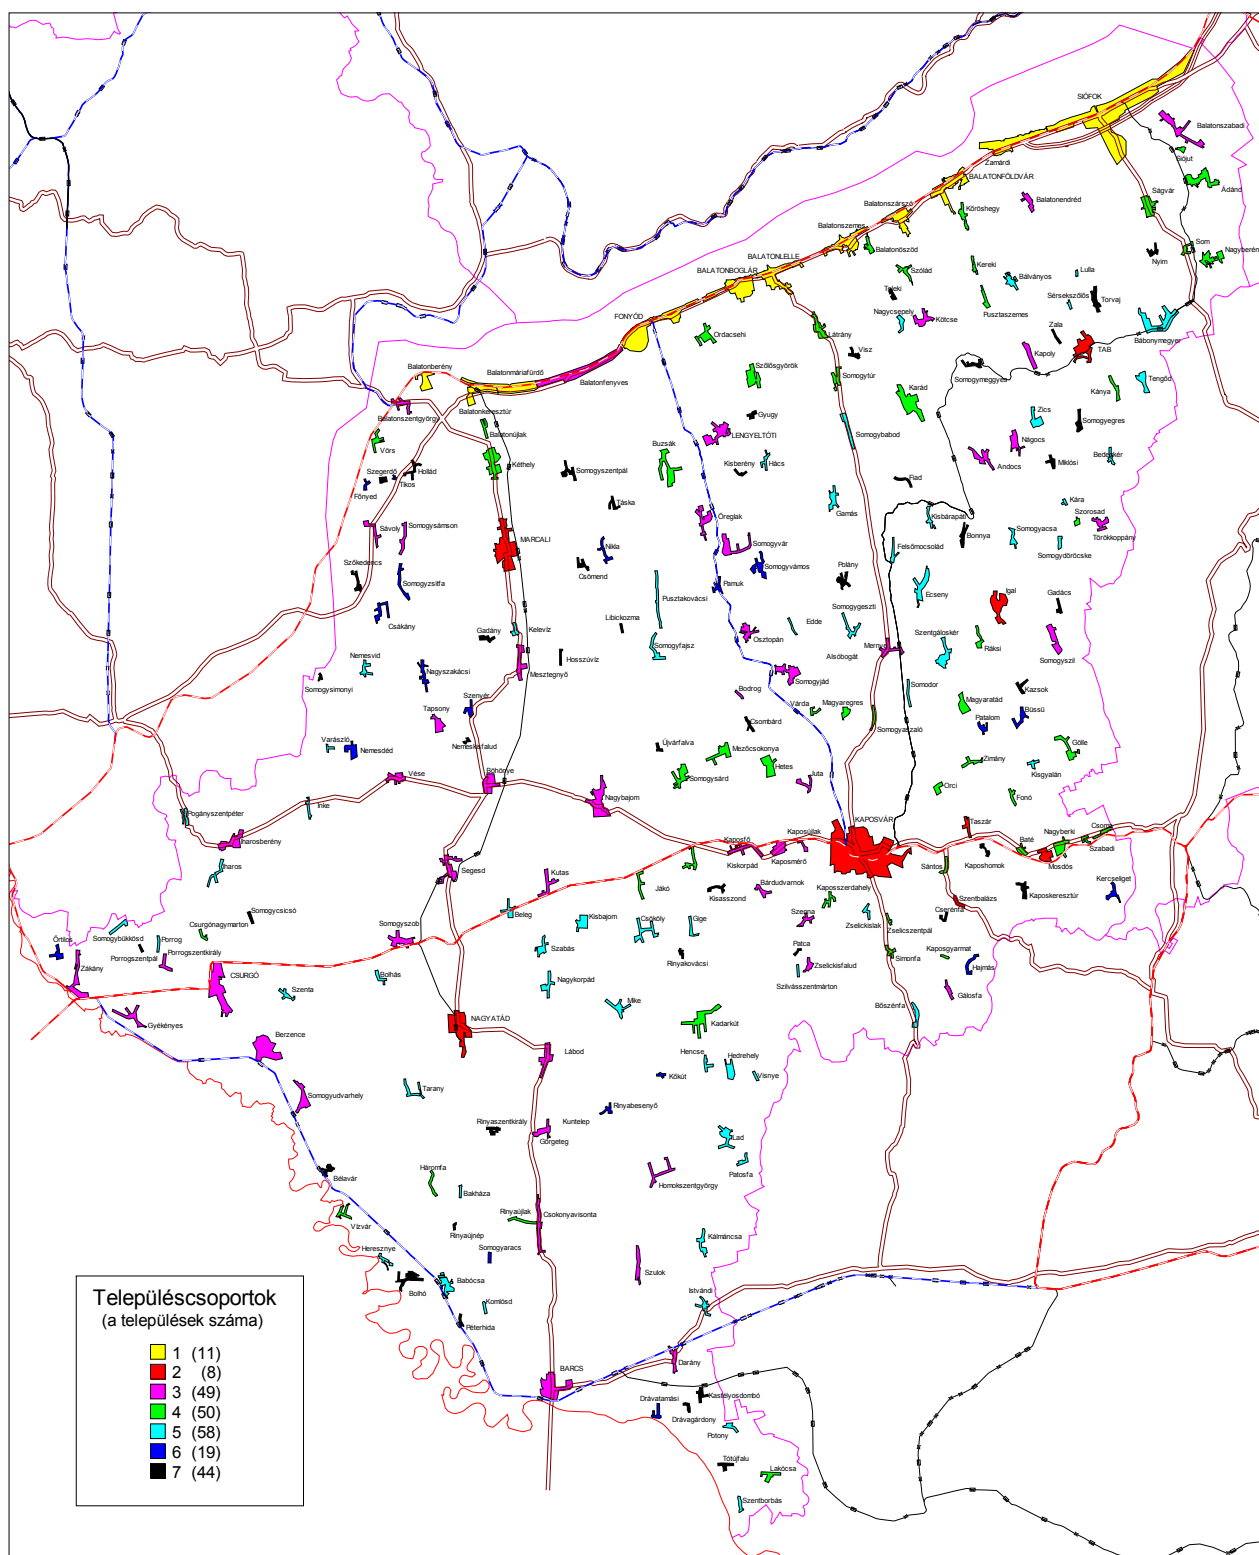 SIÓFOK
Balatonszabadi
Siójut
Zamárdi
Ádánd
BALATONFÖLDVÁR
Ságvár
Balatonendréd
Balatonszárszó
Kőröshegy
Balatonszemes
Balatonőszöd
Som
Nagyberény
Nyim
BALATONLELLE
Kereki
Bálványos
Lulla
BALATONBOGLÁR
Szólád
Teleki
Sérsekszőlős
Torvaj
Pusztaszemes
Nagycsepely
Kötcse
FONYÓD
Ordacsehi
Látrány
Zala
Bábonymegyer
TAB
Visz
Kapoly
Somogymeggyes
Balatonberény
Balatonmáriafürdő
Szőlősgyörök
Somogytúr
Tengőd
Balatonfenyves
Karád
Kánya
Balatonkeresztúr
Balatonszentgyörgy
Gyugy
Zics
Somogyegres
Balatonújlak
LENGYELTÓTI
Somogybabod
Nágocs
Vörs
Buzsák
Andocs
Bedegkér
Kéthely
Kisberény
Hács
Miklósi
Szegerdő
Hollád
Somogyszentpál
Tikos
Fiad
Főnyed
Táska
Gamás
Kára
Öreglak
Kisbárapáti
Szorosad
Sávoly
Somogysámson
Somogyacsa
Törökkoppány
MARCALI
Bonnya
Somogyvár
Nikla
Felsőmocsolád
Somogydöröcske
Szőkedencs
Csömend
Somogyvámos
Polány
Somogyzsitfa
Pamuk
Ecseny
Igal
Pusztakovácsi
Gadács
Csákány
Libickozma
Somogygeszti
Edde
Gadány
Kelevíz
Osztopán
Szentgáloskér
Ráksi
Somogyfajsz
Alsóbogát
Mernye
Somogyszil
Nemesvid
Hosszúvíz
Mesztegnyő
Nagyszakácsi
Somogysimonyi
Somogyjád
Somodor
Kazsok
Bodrog
Magyaratád
Szenyér
Várda
Magyaregres
Patalom
Büssü
Tapsony
Csombárd
Somogyaszaló
Nemeskisfalud
Újvárfalva
Mezőcsokonya
Gölle
Varászló
Nemesdéd
Zimány
Hetes
Kisgyalán
Böhönye
Vése
Somogysárd
Juta
Orci
Nagybajom
Fonó
Inke
Pogányszentpéter
KAPOSVÁR
Taszár
Csoma
Iharosberény
Kaposfő
Kaposújlak
Nagyberki
Baté
Szabadi
Kiskorpád
Kaposmérő
Kaposhomok
Mosdós
Iharos
Segesd
Kutas
Sántos
Jákó
Kisasszond
Bárdudvarnok
Kaposszerdahely
Szentbalázs
Kaposkeresztúr
Kercseliget
Szenna
Cserénfa
Somogycsicsó
Beleg
Kisbajom
Csököly
Gige
Zselickislak
Csurgónagymarton
Somogyszob
Zselicszentpál
Örtilos
Somogybükkösd
Porrog
Szabás
Patca
Simonfa
Kaposgyarmat
Porrogszentpál
Porrogszentkirály
Rinyakovácsi
Zselickisfalud
Hajmás
Zákány
Bolhás
CSURGÓ
Nagykorpád
Szilvásszentmárton
Szenta
Gálosfa
Mike
Bőszénfa
Gyékényes
NAGYATÁD
Kadarkút
Berzence
Lábod
Hencse
Hedrehely
Kőkút
Visnye
Tarany
Somogyudvarhely
Rinyabesenyő
Rinyaszentkirály
Kuntelep
Görgeteg
Lad
Háromfa
Patosfa
Bélavár
Bakháza
Homokszentgyörgy
Rinyaújlak
Csokonyavisonta
Vízvár
Rinyaújnép
Kálmáncsa
Heresznye
Somogyaracs
Szulok
Babócsa
Istvándi
Bolhó
Komlósd
Péterhida
BARCS
Darány
Drávatamási
Kastélyosdombó
Drávagárdony
Potony
Tótújfalu
Lakócsa
Szentborbás
Településcsoportok
(a települések száma)
1 (11)
2 (8)
3 (49)
4 (50)
5 (58)
6 (19)
7 (44)